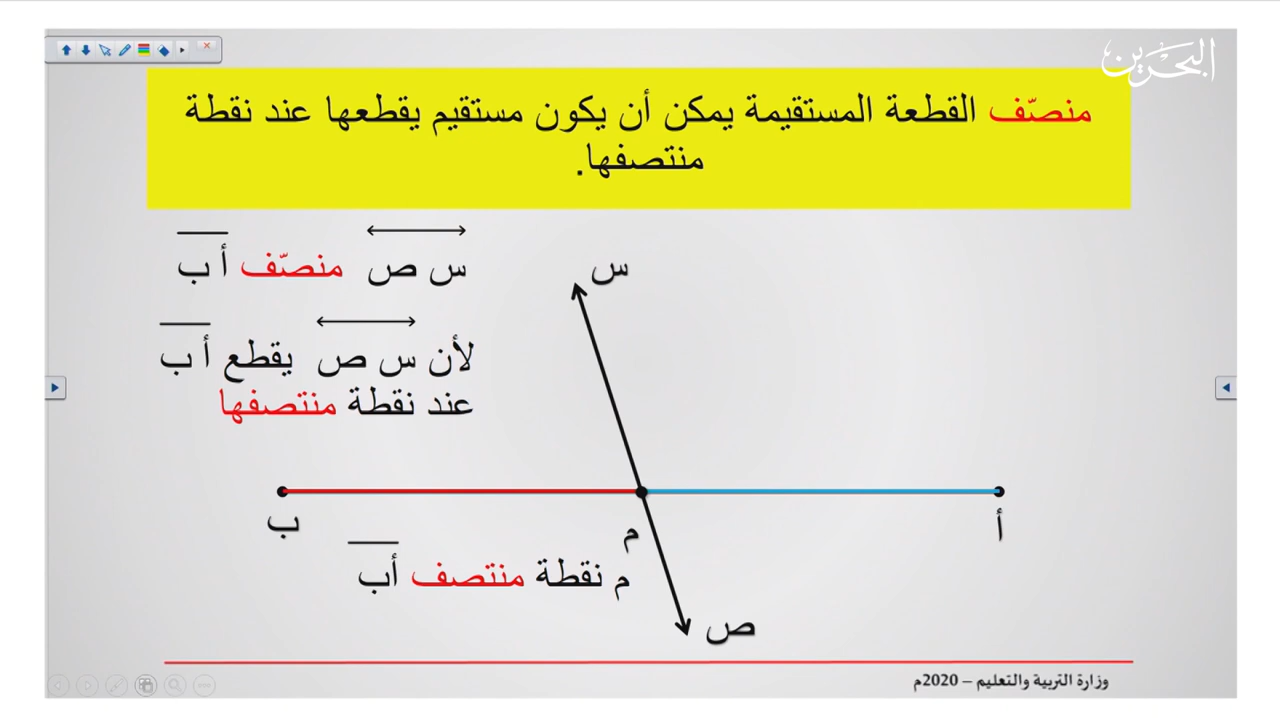 البحرين
منصّف القطعة المستقيمة يمكن أن يكون مستقيم يقطعها عند نقطة
منتصفها.
س ص منصّف أ ب
لأن س ص يقطع أ ب
عند نقطة منتصفها
س
ب
م
أ
م نقطة منتصف أب
ص
وزارة التربية والتعليم – 2020م